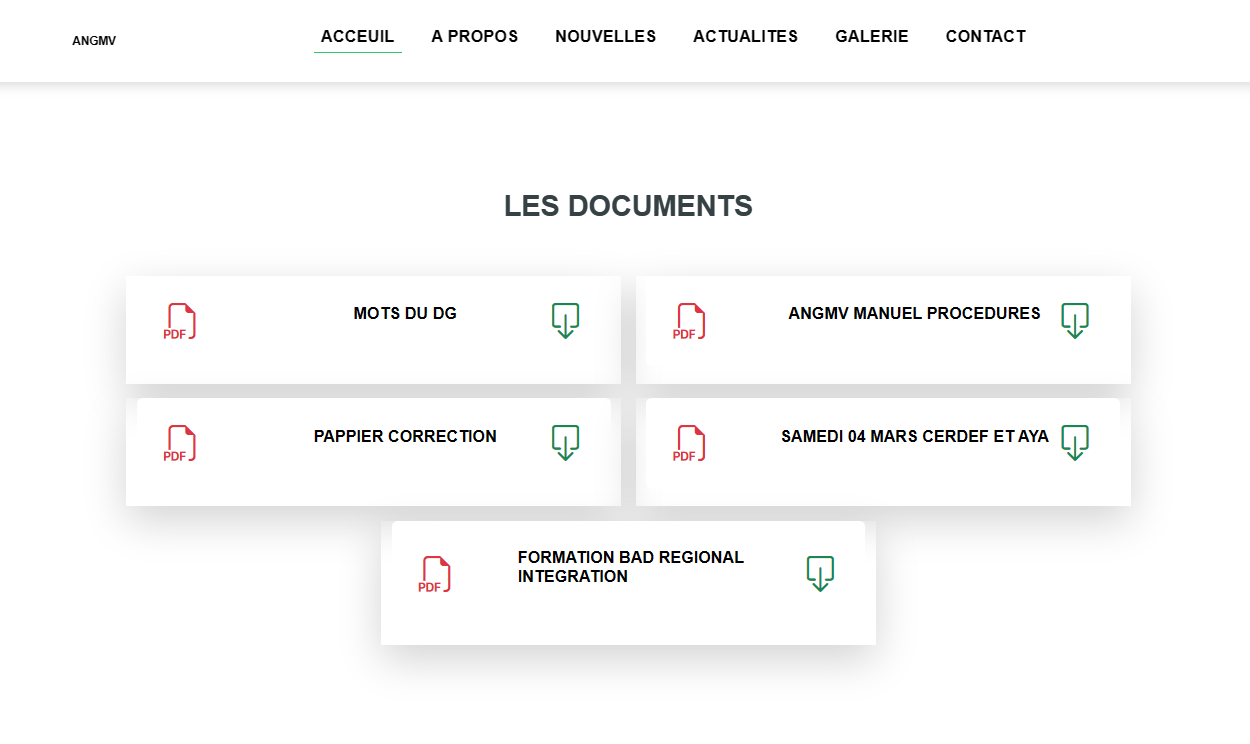 ANGMV
ACCEUIL A PROPOS NOUVELLES ACTUALITES GALERIE CONTACT
LES DOCUMENTS
PDF MOTS DU DG
PDF ANGMV MANUEL PROCEDURES
PDF PAPPIER CORRECTION
PDF SAMEDI 04 MARS CERDEF ET AYA
PDF FORMATION BAD REGIONAL
INTEGRATION